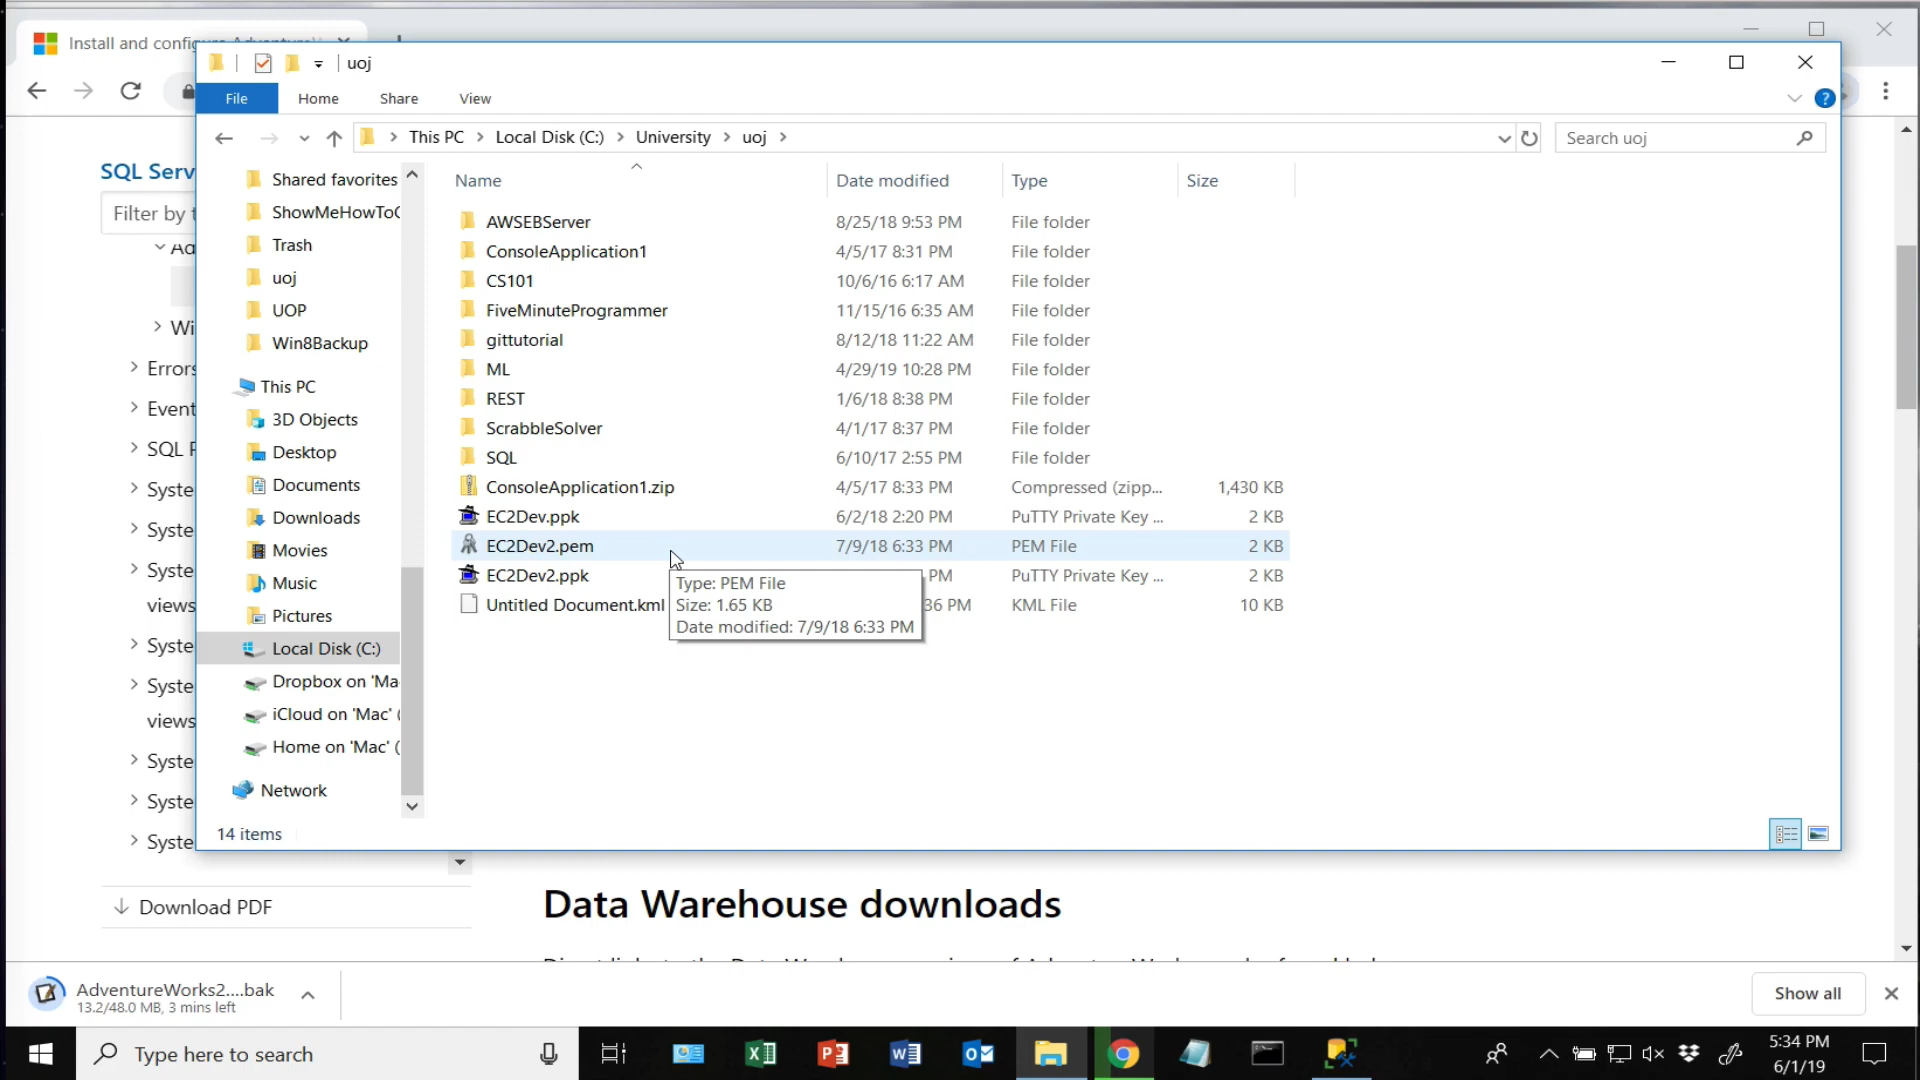 Install and config
uoj
File Home Share View
This PC Local Disk (C:) University uoj
Search uoj
SQL Serv
Filter by
Shared favorites
ShowMeHowToC
Trash
uoj
UOP
Win8Backup
This PC
3D Objects
Desktop
Documents
Downloads
Movies
Music
Pictures
Local Disk (C:)
Dropbox on 'Ma
iCloud on 'Mac' (
Home on 'Mac' (
Network
Name Date modified Type Size
AWSEBServer 8/25/18 9:53 PM File folder
ConsoleApplication1 4/5/17 8:31 PM File folder
CS101 10/6/16 6:17 AM File folder
FiveMinuteProgrammer 11/15/16 6:35 AM File folder
gittutorial 8/12/18 11:22 AM File folder
ML 4/29/19 10:28 PM File folder
REST 1/6/18 8:38 PM File folder
ScrabbleSolver 4/1/17 8:37 PM File folder
SQL 6/10/17 2:55 PM File folder
ConsoleApplication1.zip 4/5/17 8:33 PM Compressed (zipp... 1,430 KB
EC2Dev.ppk 6/2/18 2:20 PM PuTTY Private Key ... 2 KB
EC2Dev2.pem 7/9/18 6:33 PM PEM File 2 KB
EC2Dev2.ppk PM PuTTY Private Key ... 2 KB
Untitled Document.kml 36 PM KML File 10 KB
Type: PEM File
Size: 1.65 KB
Date modified: 7/9/18 6:33 PM
14 items
Ad
Wi
Errors
Event
SQL
Syste
Syste
Syste
views
Syste
Syste
views
Syste
Syste
Syste
Download PDF
Data Warehouse downloads
AdventureWorks2....bak
13.2/48.0 MB, 3 mins left
Show all
Type here to search
5:34 PM
6/1/19